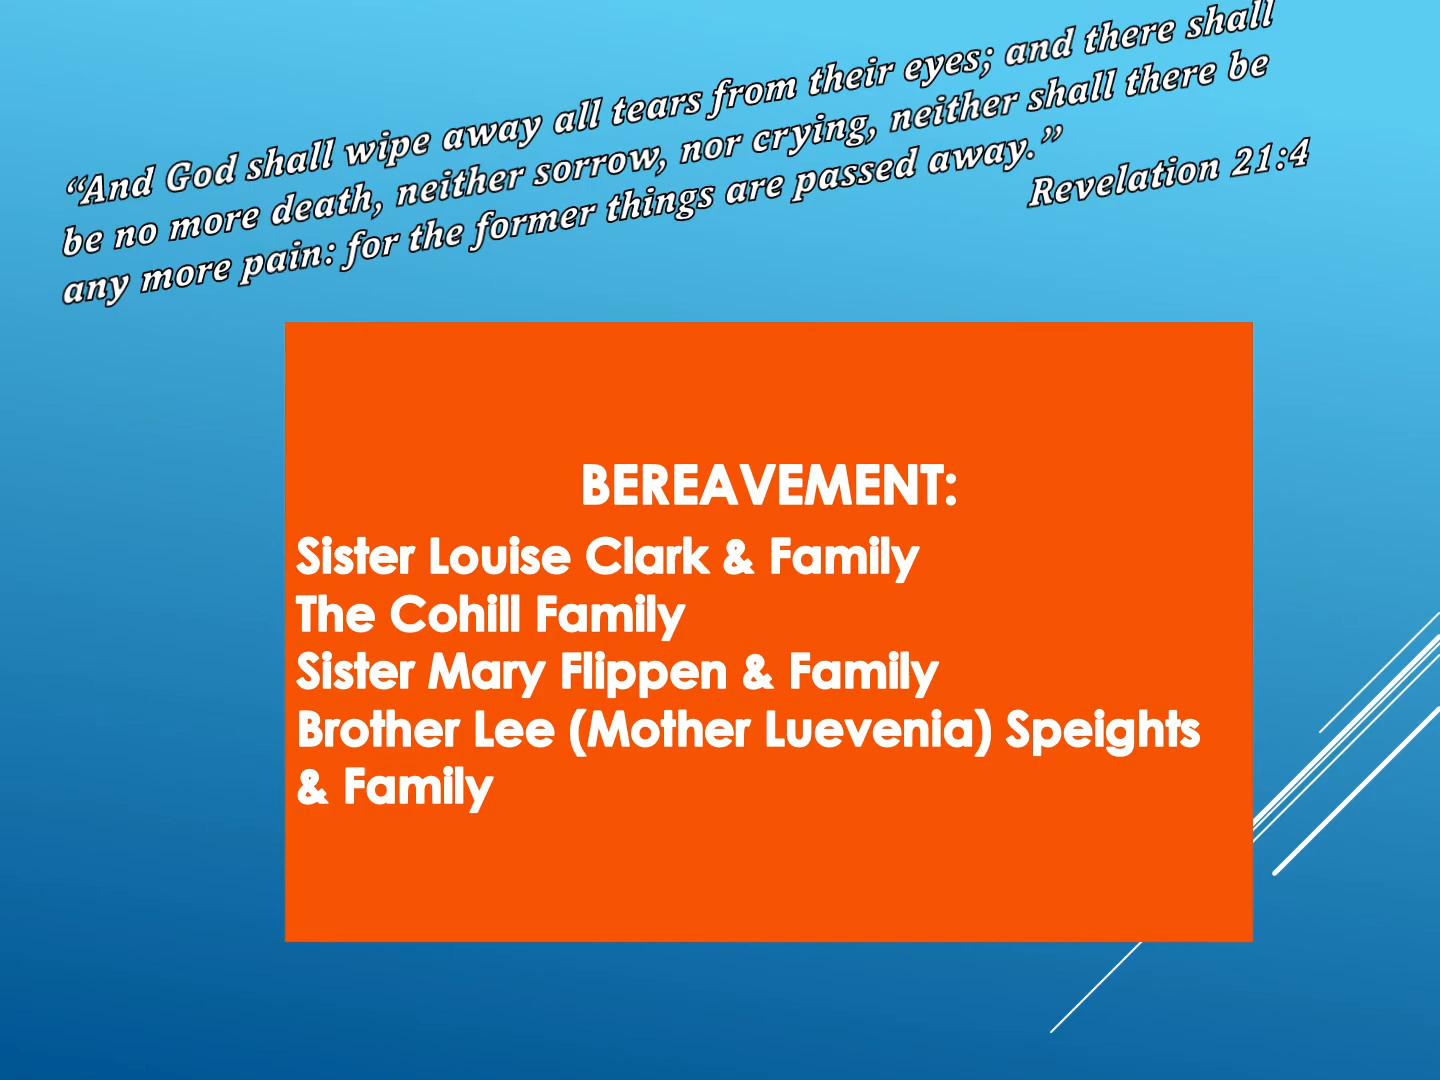 “And God shall wipe away all tears from their eyes; and there shall
be no more death, neither sorrow, nor crying, neither shall there be
any more pain: for the former things are passed away.”
Revelation 21:4
BEREAVEMENT:
Sister Louise Clark & Family
The Cohill Family
Sister Mary Flippen & Family
Brother Lee (Mother Luevenia) Speights
& Family